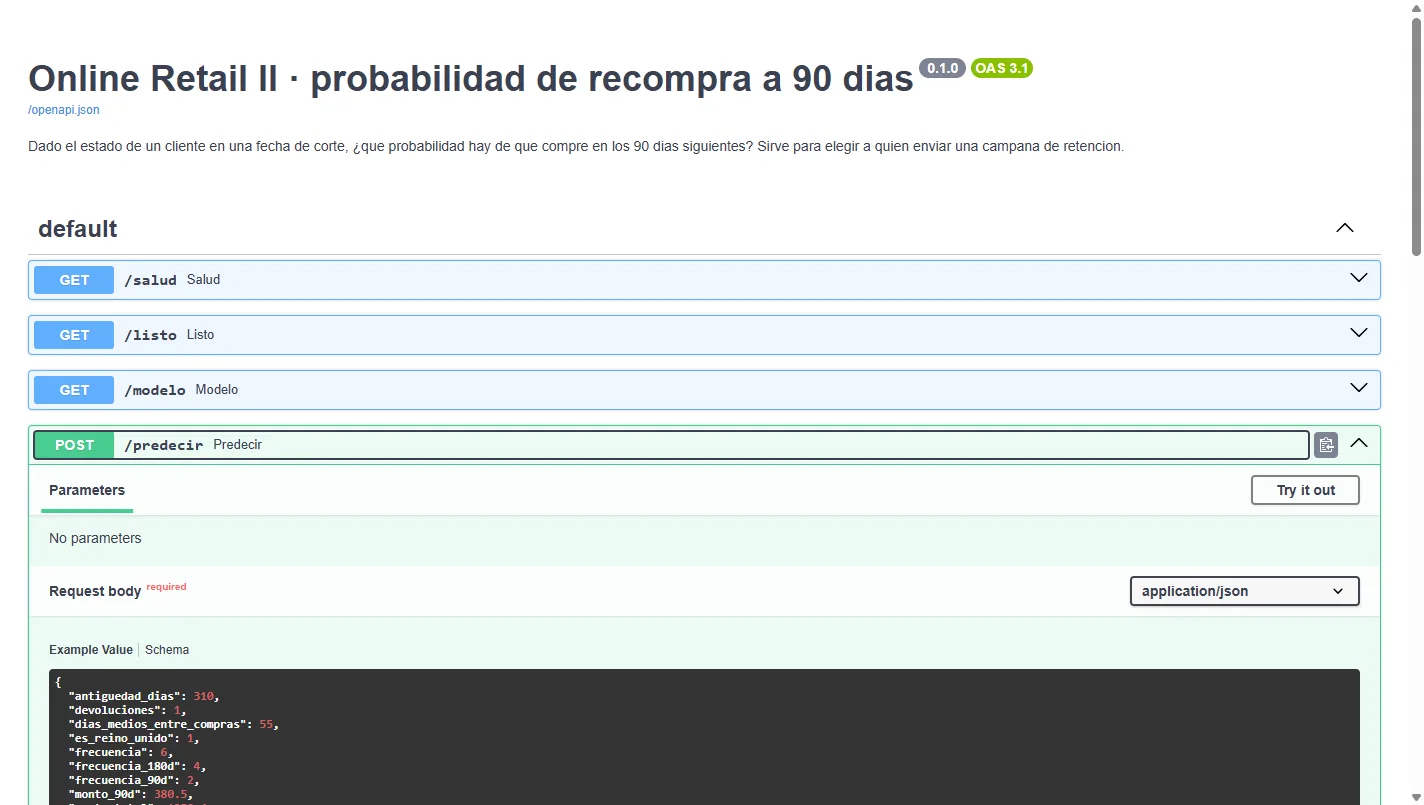 Online Retail II · probabilidad de recompra a 90 dias 0.1.0 OAS 3.1
/openapi.json
Dado el estado de un cliente en una fecha de corte, ¿que probabilidad hay de que compre en los 90 dias siguientes? Sirve para elegir a quien enviar una campana de retencion.
default
GET /salud Salud
GET /listo Listo
GET /modelo Modelo
POST /predecir Predecir
Parameters Try it out
No parameters
Request body required application/json
Example Value Schema
{
"antiguedad_dias": 310,
"devoluciones": 1,
"dias_medios_entre_compras": 55,
"es_reino_unido": 1,
"frecuencia": 6,
"frecuencia_180d": 4,
"frecuencia_90d": 2,
"monto_90d": 380.5,